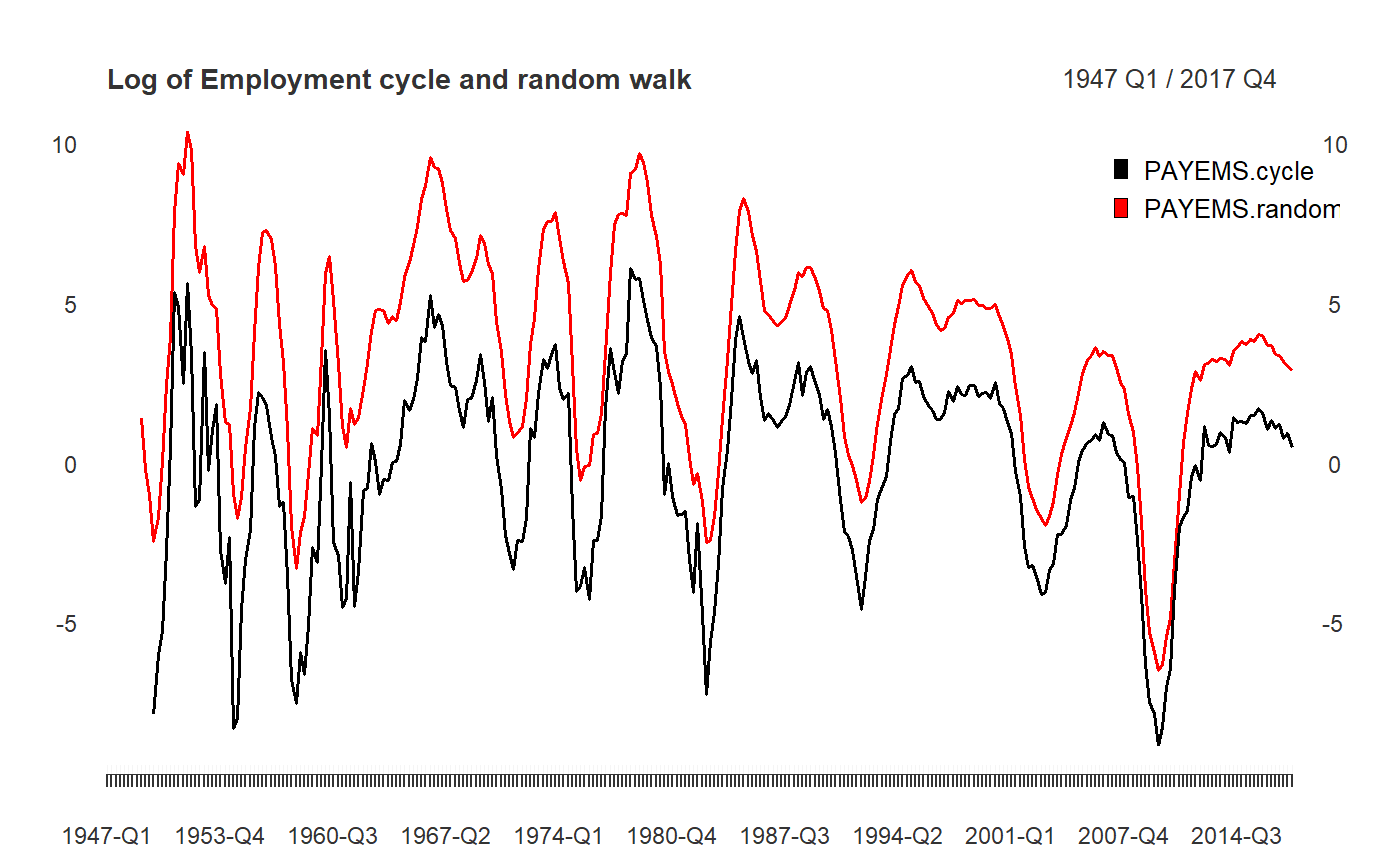 Log of Employment cycle and random walk
1947 Q1 / 2017 Q4
10 10
PAYEMS.cycle
PAYEMS.random
5 5
0 0
-5 -5
1947-Q1 1953-Q4 1960-Q3 1967-Q2 1974-Q1 1980-Q4 1987-Q3 1994-Q2 2001-Q1 2007-Q4 2014-Q3